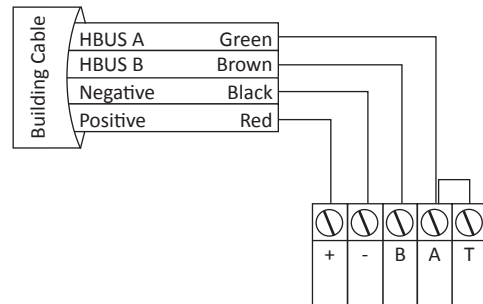 Building Cable
HBUS A Green
HBUS B Brown
Negative Black
Positive Red
+ - B A T